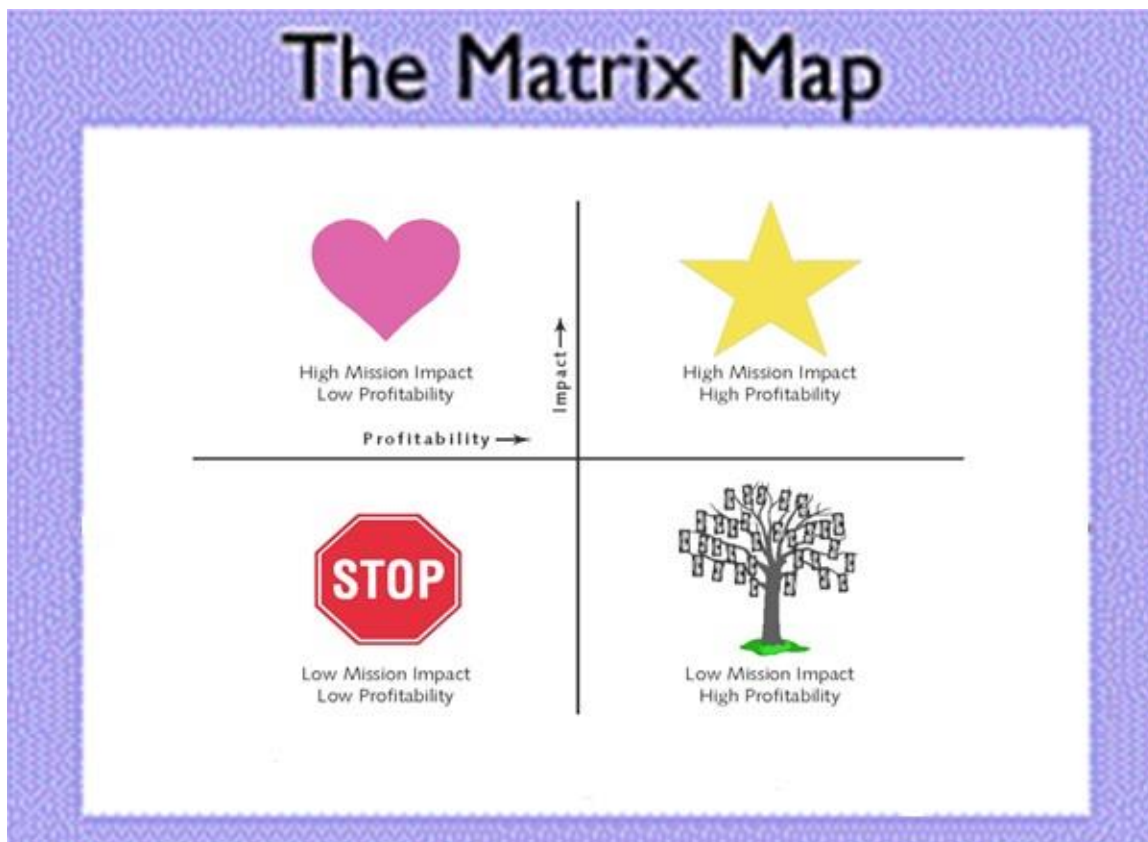 The Matrix Map
High Mission Impact
Low Profitability
Impact
High Mission Impact
High Profitability
Profitability
STOP
Low Mission Impact
Low Profitability
Low Mission Impact
High Profitability